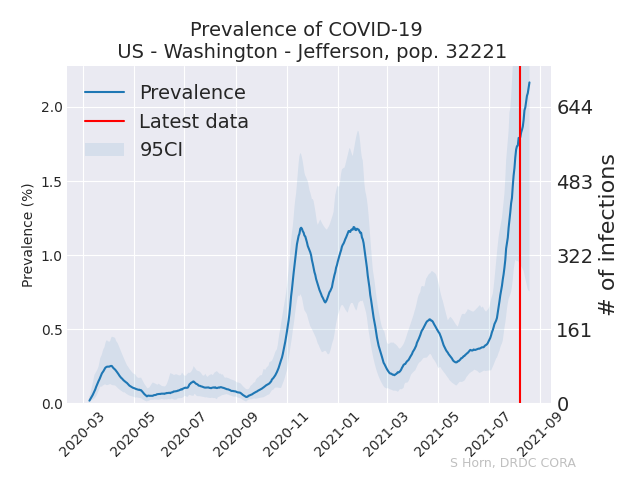 Prevalence of COVID-19
US - Washington - Jefferson, pop. 32221
Prevalence
Latest data
95CI
Prevalence (%)
2.0
1.5
1.0
0.5
0.0
644
483
322
161
0
# of infections
2020-03
2020-05
2020-07
2020-09
2020-11
2021-01
2021-03
2021-05
2021-07
2021-09
S Horn, DRDC CORA